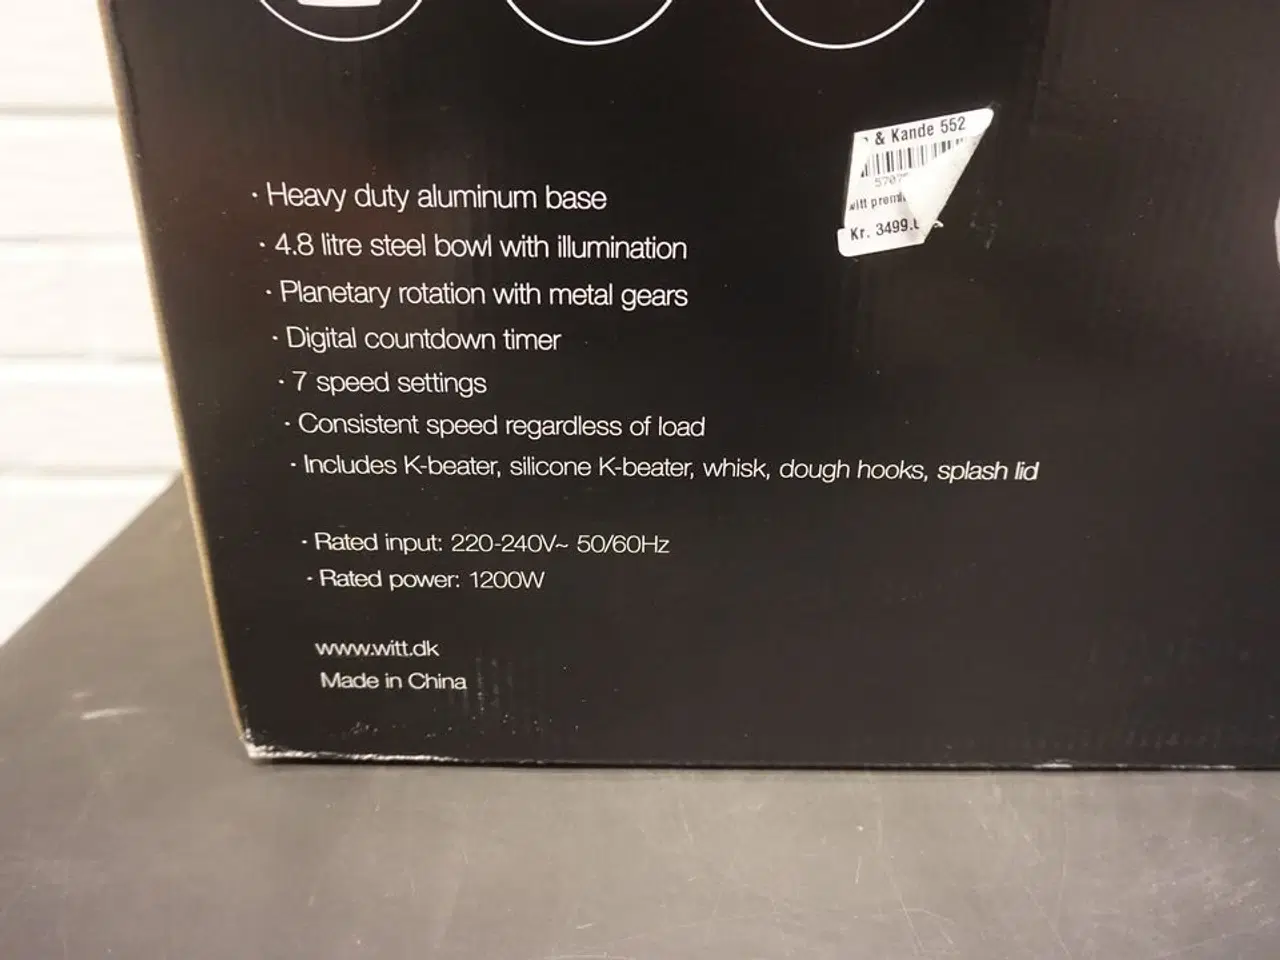 & Kande 552
5707
witt premi
Kr. 3499.
· Heavy duty aluminum base
· 4.8 litre steel bowl with illumination
· Planetary rotation with metal gears
· Digital countdown timer
· 7 speed settings
· Consistent speed regardless of load
· Includes K-beater, silicone K-beater, whisk, dough hooks, splash lid
· Rated input: 220-240V~ 50/60Hz
· Rated power: 1200W
www.witt.dk
Made in China